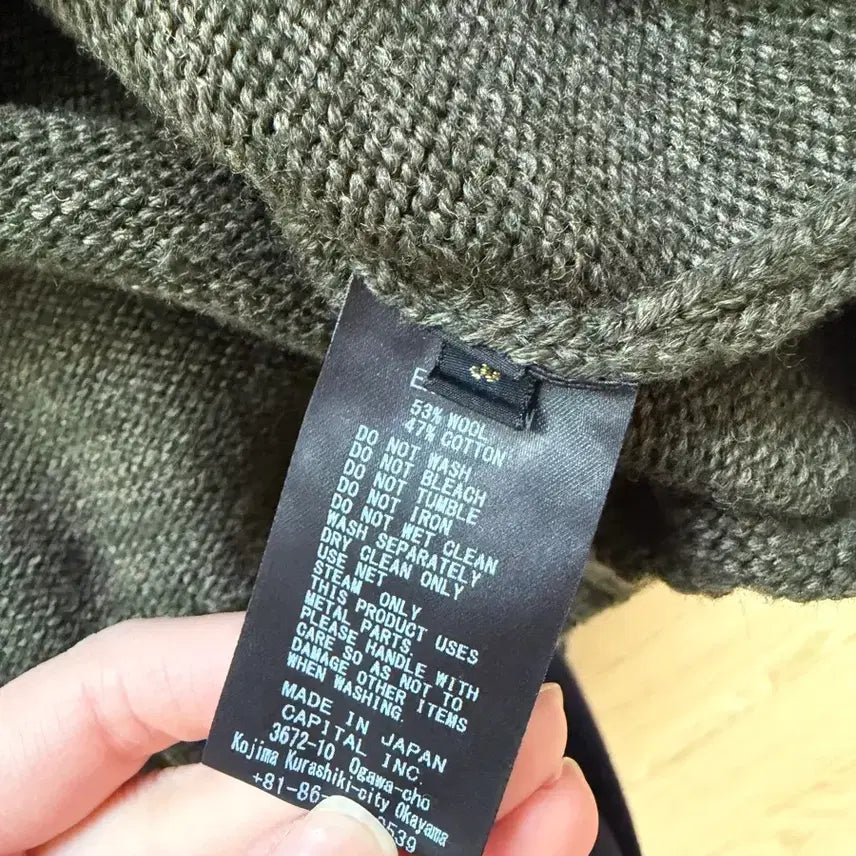 E
53% WOOL
47% COTTON
DO NOT WASH
DO NOT BLEACH
DO NOT TUMBLE
DO NOT IRON
DO NOT WET CLEAN
WASH SEPARATELY
DRY CLEAN ONLY
USE NET
STEAM ONLY
THIS PRODUCT USES
METAL PARTS.
PLEASE HANDLE WITH
CARE SO AS NOT TO
DAMAGE OTHER ITEMS
WHEN WASHING.
MADE IN JAPAN
CAPITAL INC.
3672-10 Ogawa-cho
Kojima Kurashiki-city Okayama
+81-86- 539